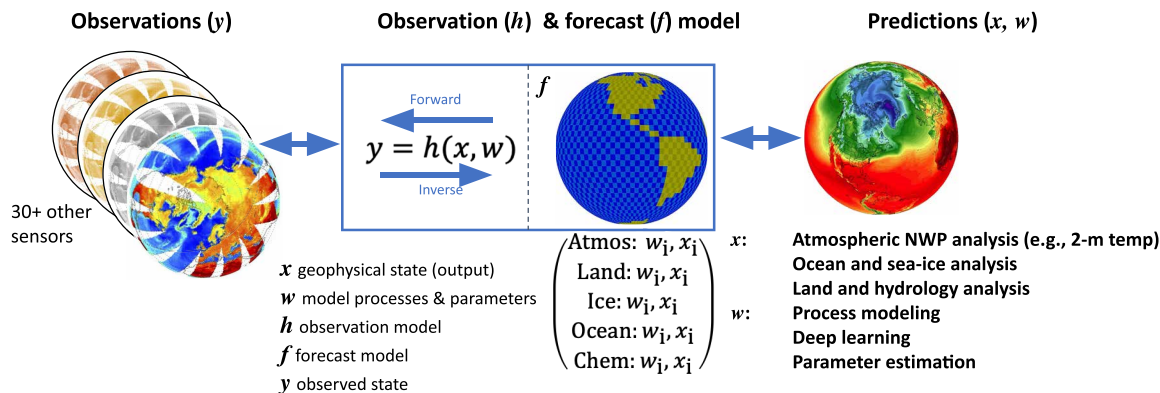 Observations (y)
Observation (h) & forecast (f) model
Predictions (x, w)
30+ other
sensors
Forward
y = h(x, w)
Inverse
f
x geophysical state (output)
w model processes & parameters
h observation model
f forecast model
y observed state
Atmos: wi, xi
Land: wi, xi
Ice: wi, xi
Ocean: wi, xi
Chem: wi, xi
x: Atmospheric NWP analysis (e.g., 2-m temp)
Ocean and sea-ice analysis
Land and hydrology analysis
w: Process modeling
Deep learning
Parameter estimation